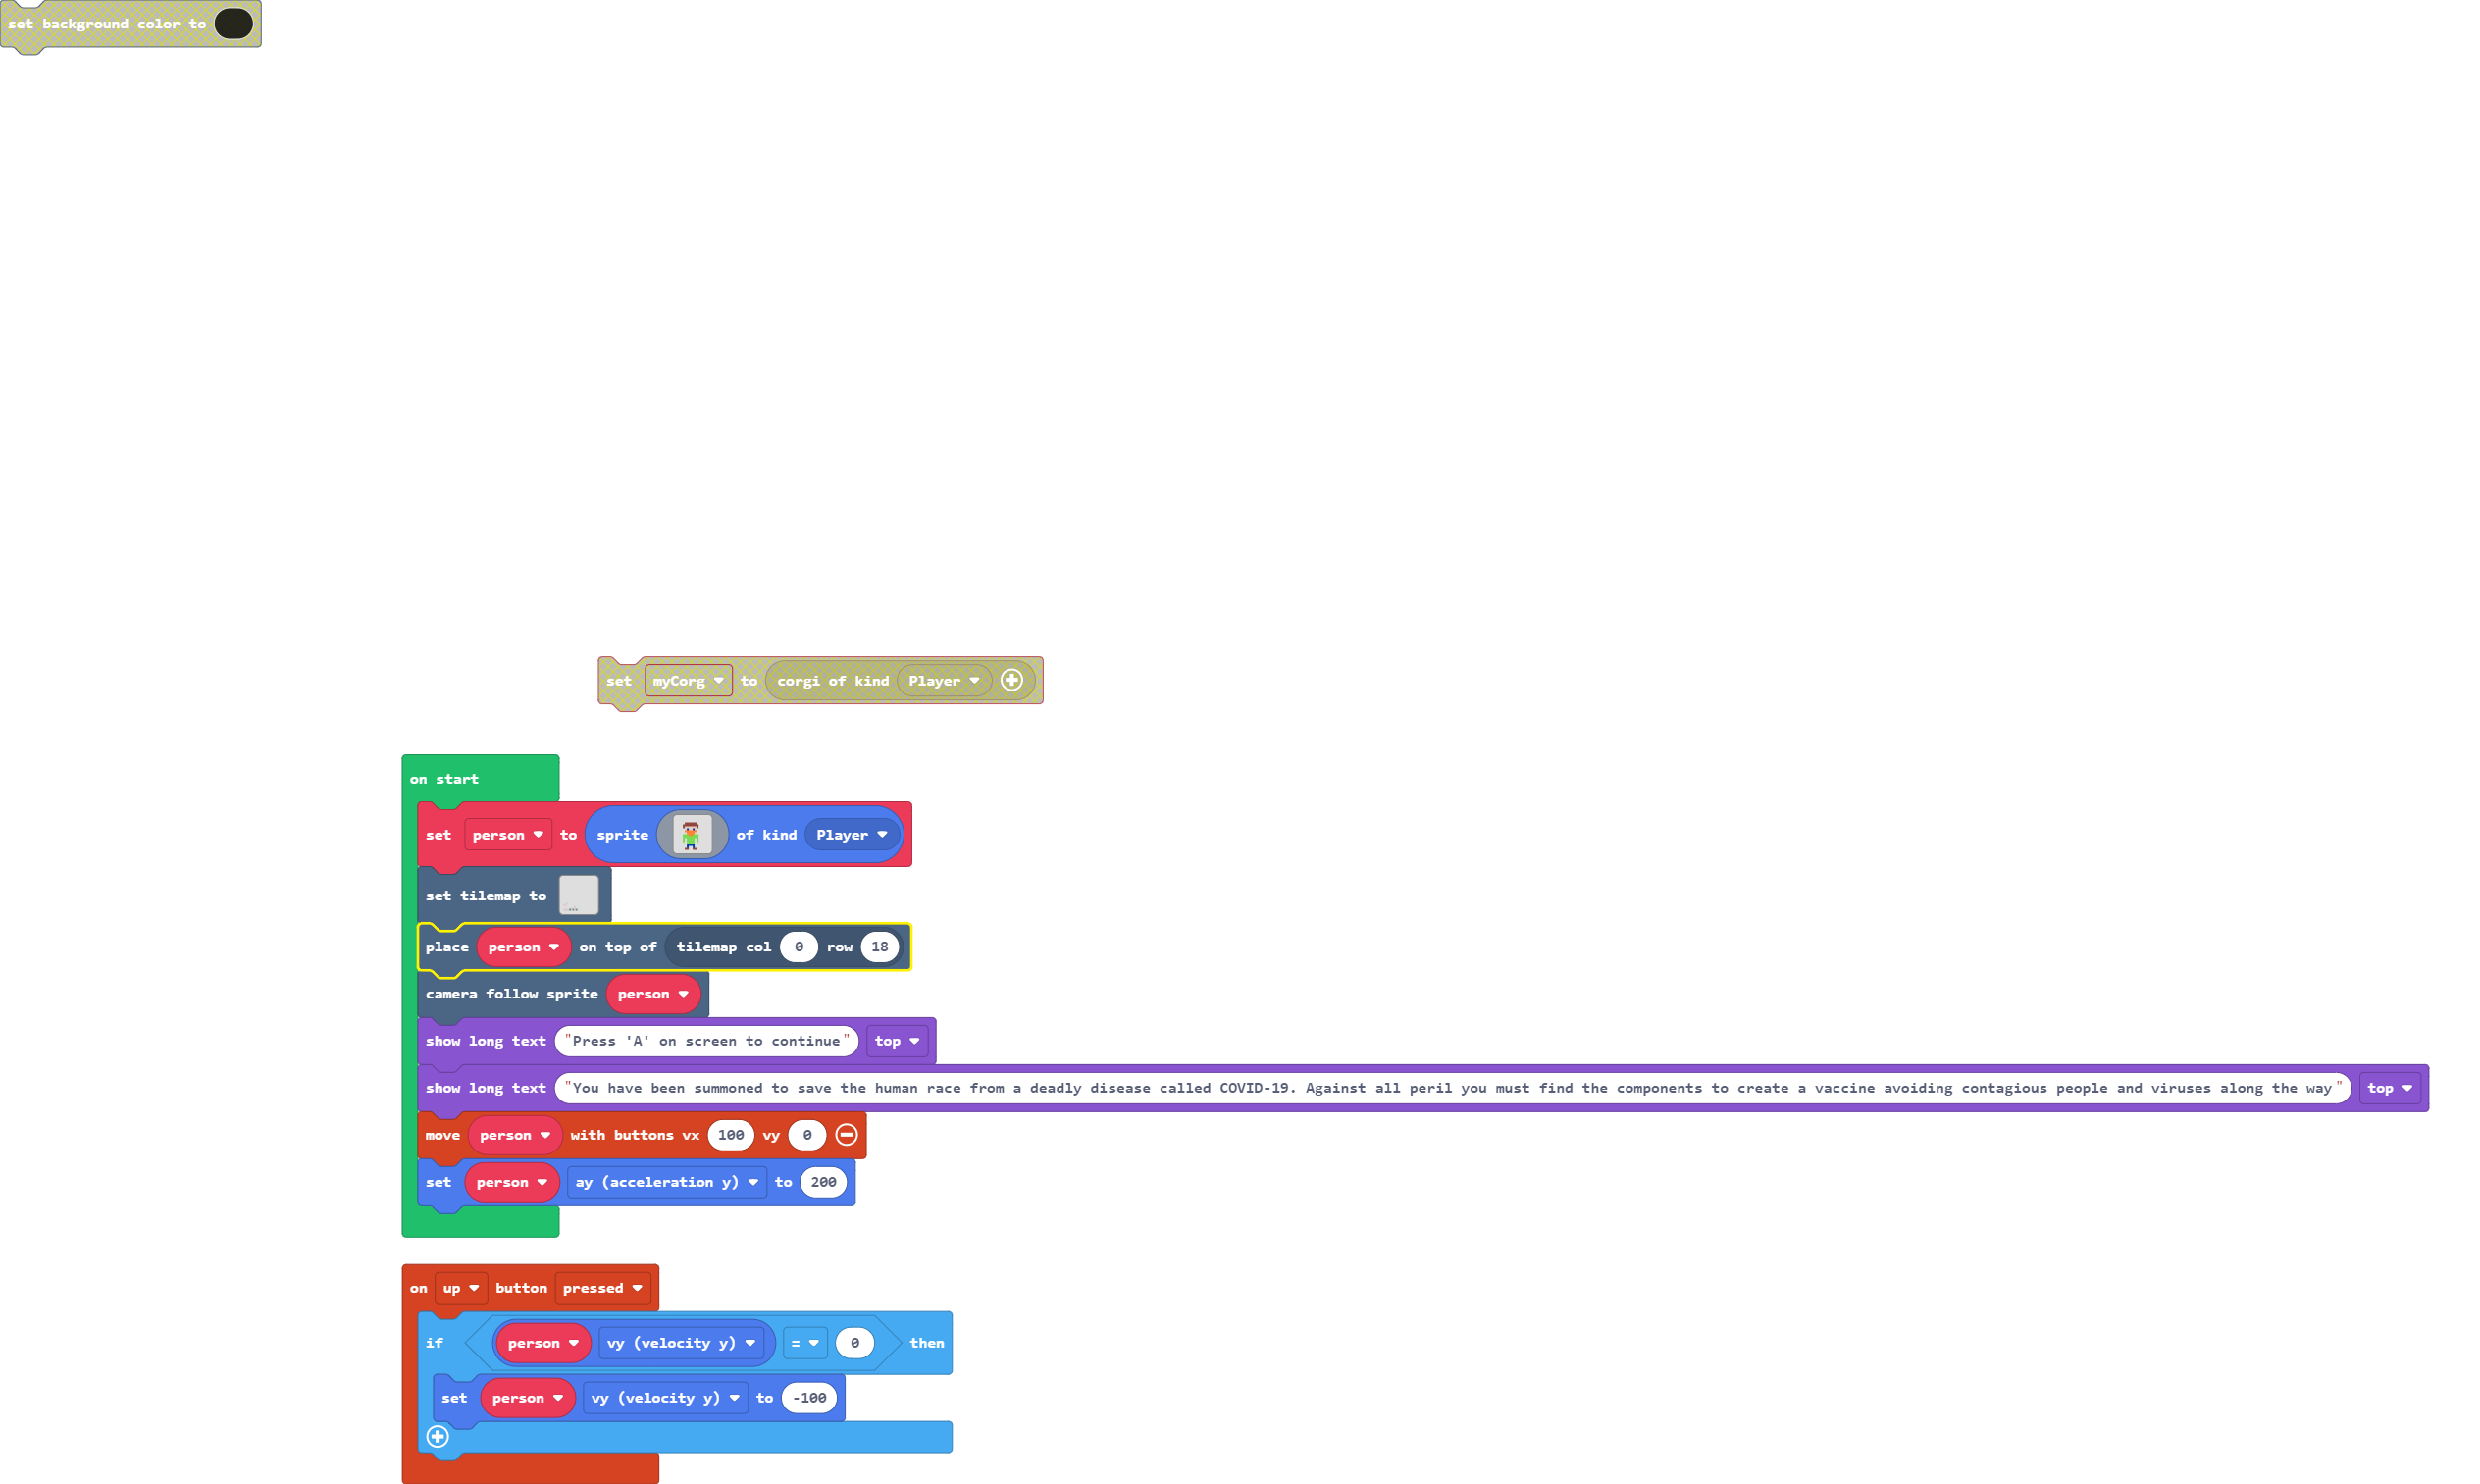 set background color to
set myCorg to corgi of kind Player
on start
set person to sprite of kind Player
set tilemap to
place person on top of tilemap col 0 row 18
camera follow sprite person
show long text "Press 'A' on screen to continue" top
show long text "You have been summoned to save the human race from a deadly disease called COVID-19. Against all peril you must find the components to create a vaccine avoiding contagious people and viruses along the way" top
move person with buttons vx 100 vy 0
set person ay (acceleration y) to 200
on up button pressed
if person vy (velocity y) = 0 then
set person vy (velocity y) to -100